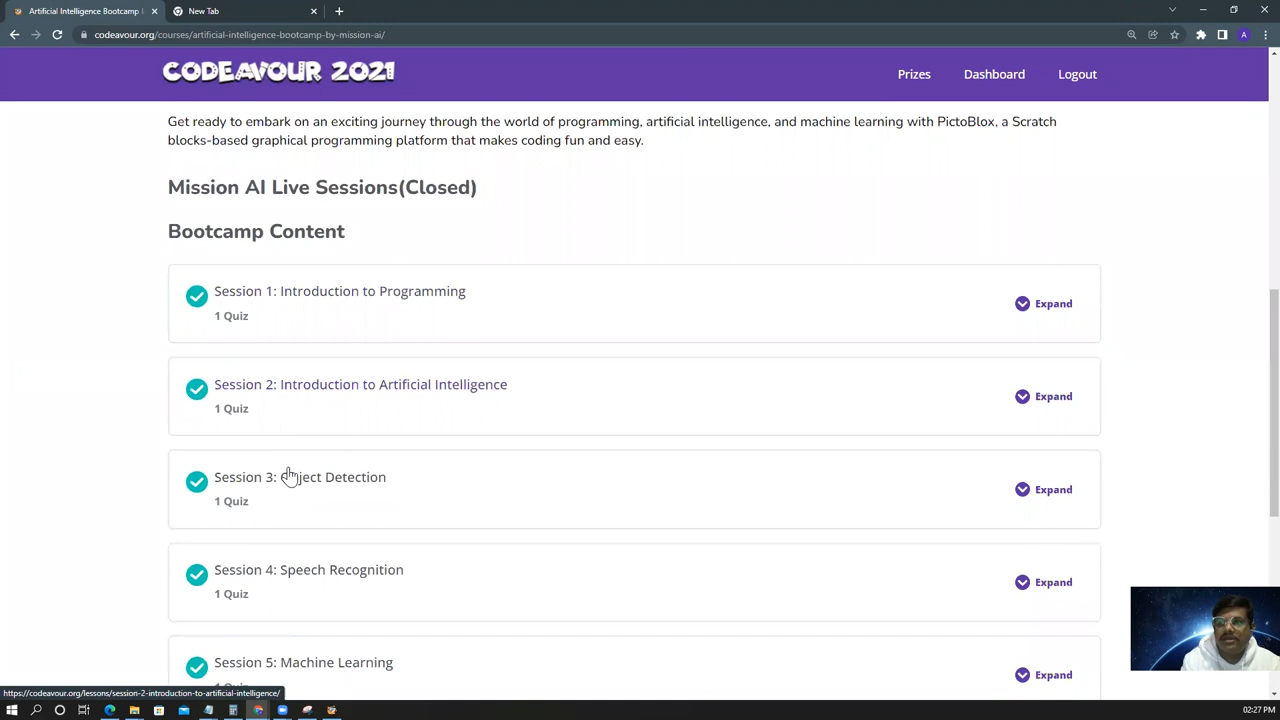 Artificial Intelligence Bootcamp
New Tab
codeavour.org/courses/artificial-intelligence-bootcamp-by-mission-ai/
A
CODEAVOUR 2021
Prizes
Dashboard
Logout
Get ready to embark on an exciting journey through the world of programming, artificial intelligence, and machine learning with PictoBlox, a Scratch
blocks-based graphical programming platform that makes coding fun and easy.
Mission AI Live Sessions(Closed)
Bootcamp Content
Session 1: Introduction to Programming
1 Quiz
Expand
Session 2: Introduction to Artificial Intelligence
1 Quiz
Expand
Session 3: Object Detection
1 Quiz
Expand
Session 4: Speech Recognition
1 Quiz
Expand
Session 5: Machine Learning
1 Quiz
Expand
https://codeavour.org/lessons/session-2-introduction-to-artificial-intelligence/
02:27 PM